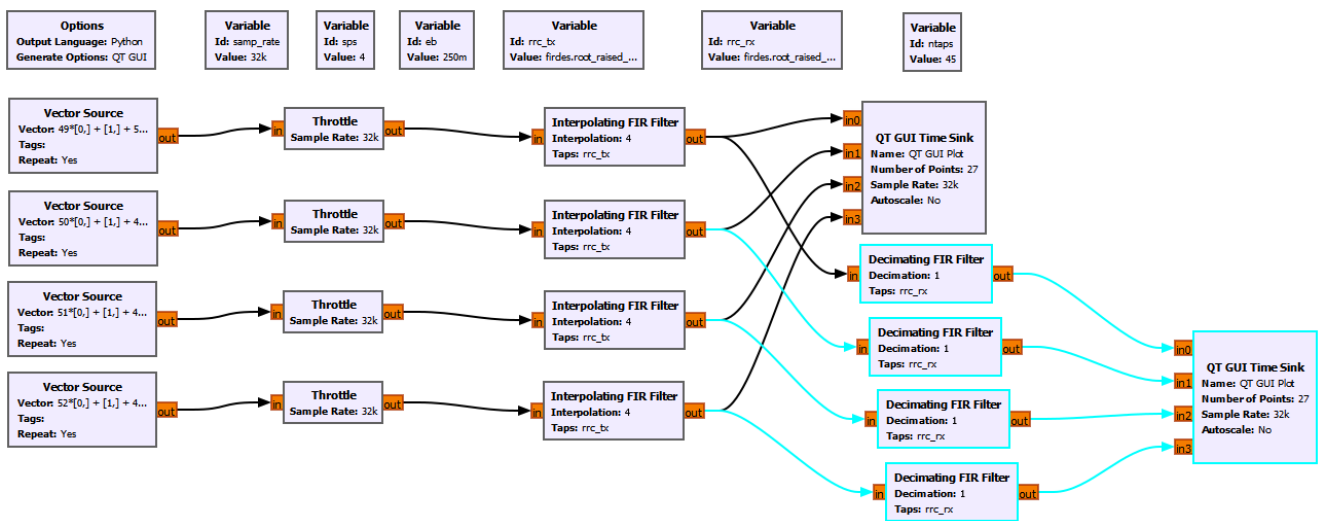 Options
Output Language: Python
Generate Options: QT GUI
Variable
Id: samp_rate
Value: 32k
Variable
Id: sps
Value: 4
Variable
Id: eb
Value: 250m
Variable
Id: rrc_tx
Value: firdes.root_raised_...
Variable
Id: rrc_rx
Value: firdes.root_raised_...
Variable
Id: ntaps
Value: 45
Vector Source
Vector: 49*[0,] + [1,] + 5...
Tags:
Repeat: Yes
out
in
Throttle
Sample Rate: 32k
out
in
Interpolating FIR Filter
Interpolation: 4
Taps: rrc_tx
out
Vector Source
Vector: 50*[0,] + [1,] + 4...
Tags:
Repeat: Yes
out
in
Throttle
Sample Rate: 32k
out
in
Interpolating FIR Filter
Interpolation: 4
Taps: rrc_tx
out
Vector Source
Vector: 51*[0,] + [1,] + 4...
Tags:
Repeat: Yes
out
in
Throttle
Sample Rate: 32k
out
in
Interpolating FIR Filter
Interpolation: 4
Taps: rrc_tx
out
Vector Source
Vector: 52*[0,] + [1,] + 4...
Tags:
Repeat: Yes
out
in
Throttle
Sample Rate: 32k
out
in
Interpolating FIR Filter
Interpolation: 4
Taps: rrc_tx
out
in0
in1
in2
in3
QT GUI Time Sink
Name: QT GUI Plot
Number of Points: 27
Sample Rate: 32k
Autoscale: No
in
Decimating FIR Filter
Decimation: 1
Taps: rrc_rx
out
in
Decimating FIR Filter
Decimation: 1
Taps: rrc_rx
out
in
Decimating FIR Filter
Decimation: 1
Taps: rrc_rx
out
in
Decimating FIR Filter
Decimation: 1
Taps: rrc_rx
out
in0
in1
in2
in3
QT GUI Time Sink
Name: QT GUI Plot
Number of Points: 27
Sample Rate: 32k
Autoscale: No